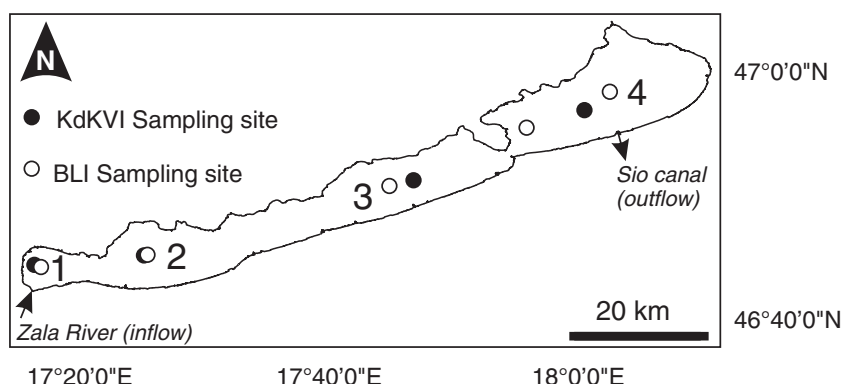 N
47°0'0"N
KdKVI Sampling site
4
BLI Sampling site
Sio canal
(outflow)
3
2
1
20 km
46°40'0"N
Zala River (inflow)
17°20'0"E 17°40'0"E 18°0'0"E